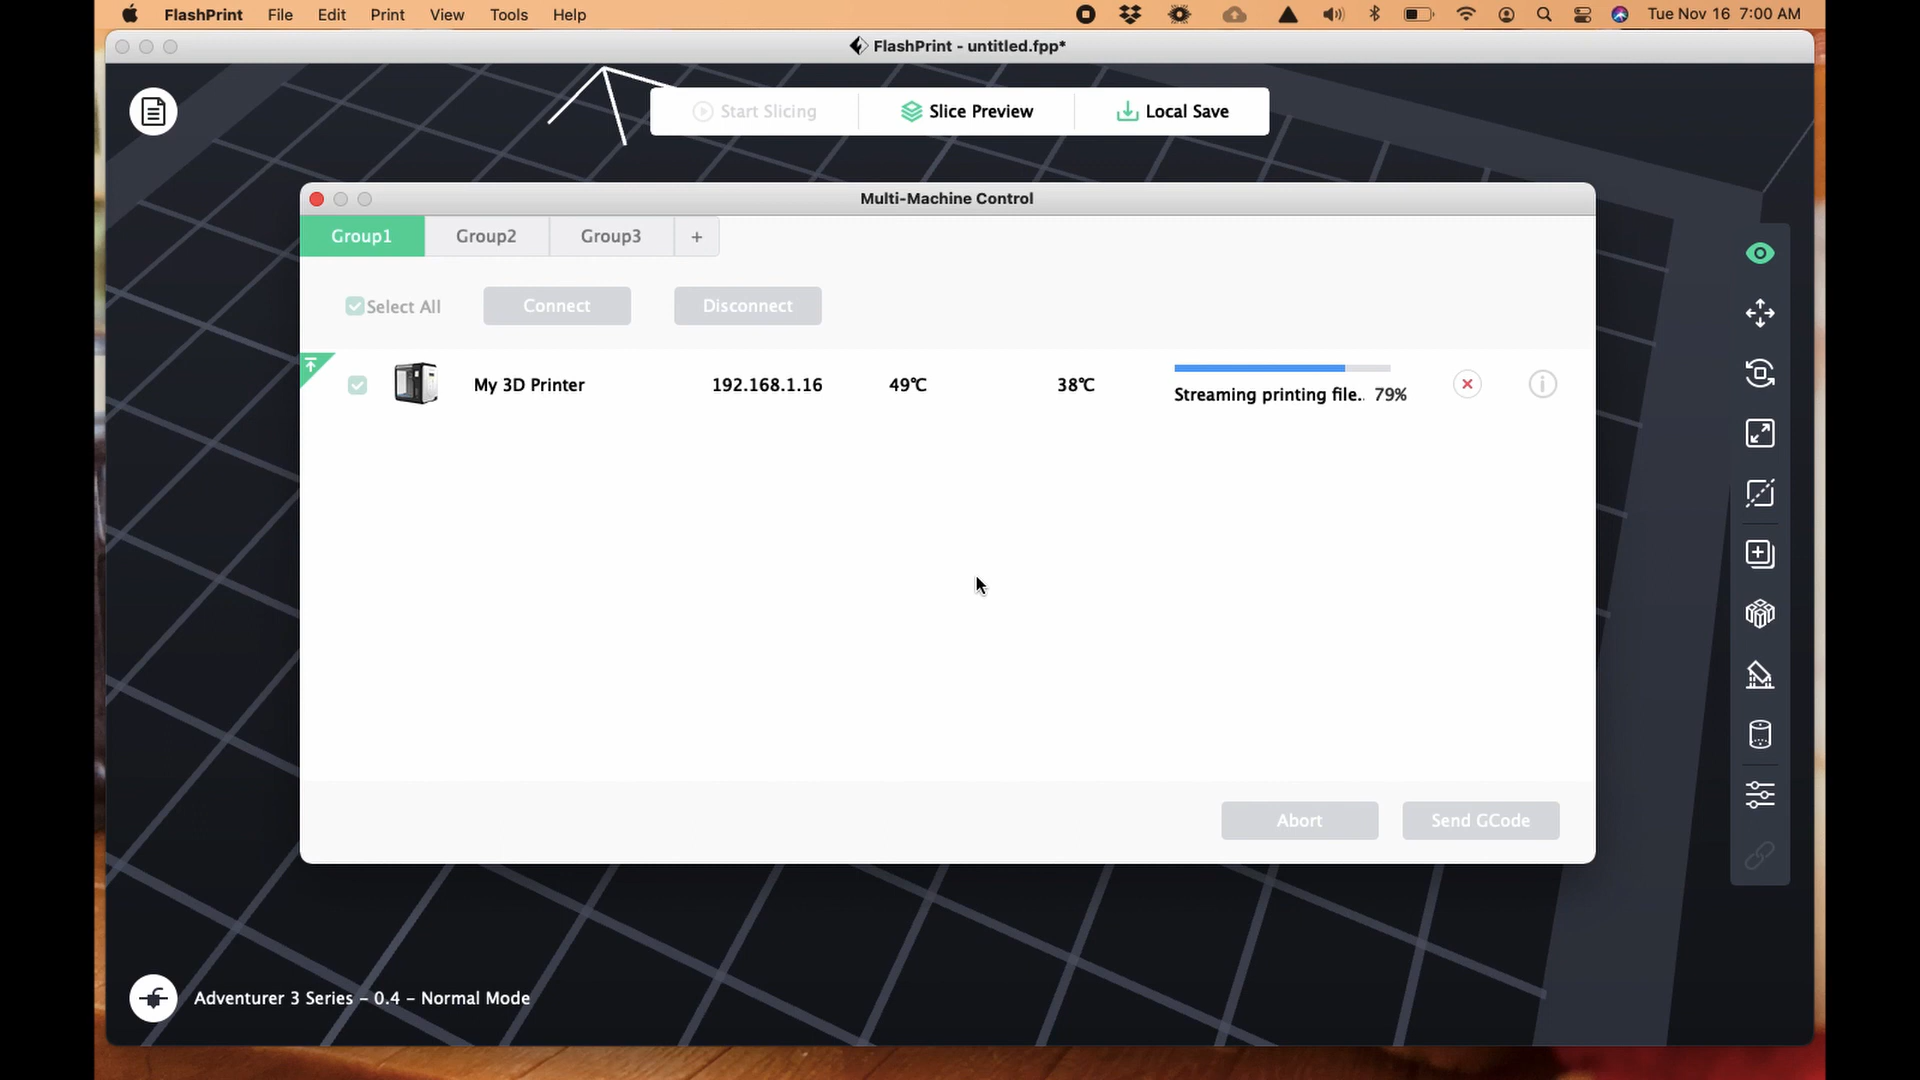 FlashPrint File Edit Print View Tools Help Tue Nov 16 7:00 AM
FlashPrint - untitled.fpp*
Start Slicing Slice Preview Local Save
Multi-Machine Control
Group1 Group2 Group3 +
Select All Connect Disconnect
My 3D Printer 192.168.1.16 49℃ 38℃ Streaming printing file.. 79%
Abort Send GCode
Adventurer 3 Series – 0.4 – Normal Mode